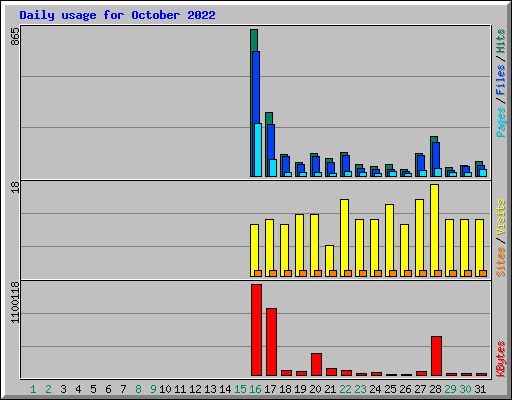 Daily usage for October 2022
865
Pages / Files / Hits
18
Sites / Visits
1100118
KBytes
1 2 3 4 5 6 7 8 9 10 11 12 13 14 15 16 17 18 19 20 21 22 23 24 25 26 27 28 29 30 31